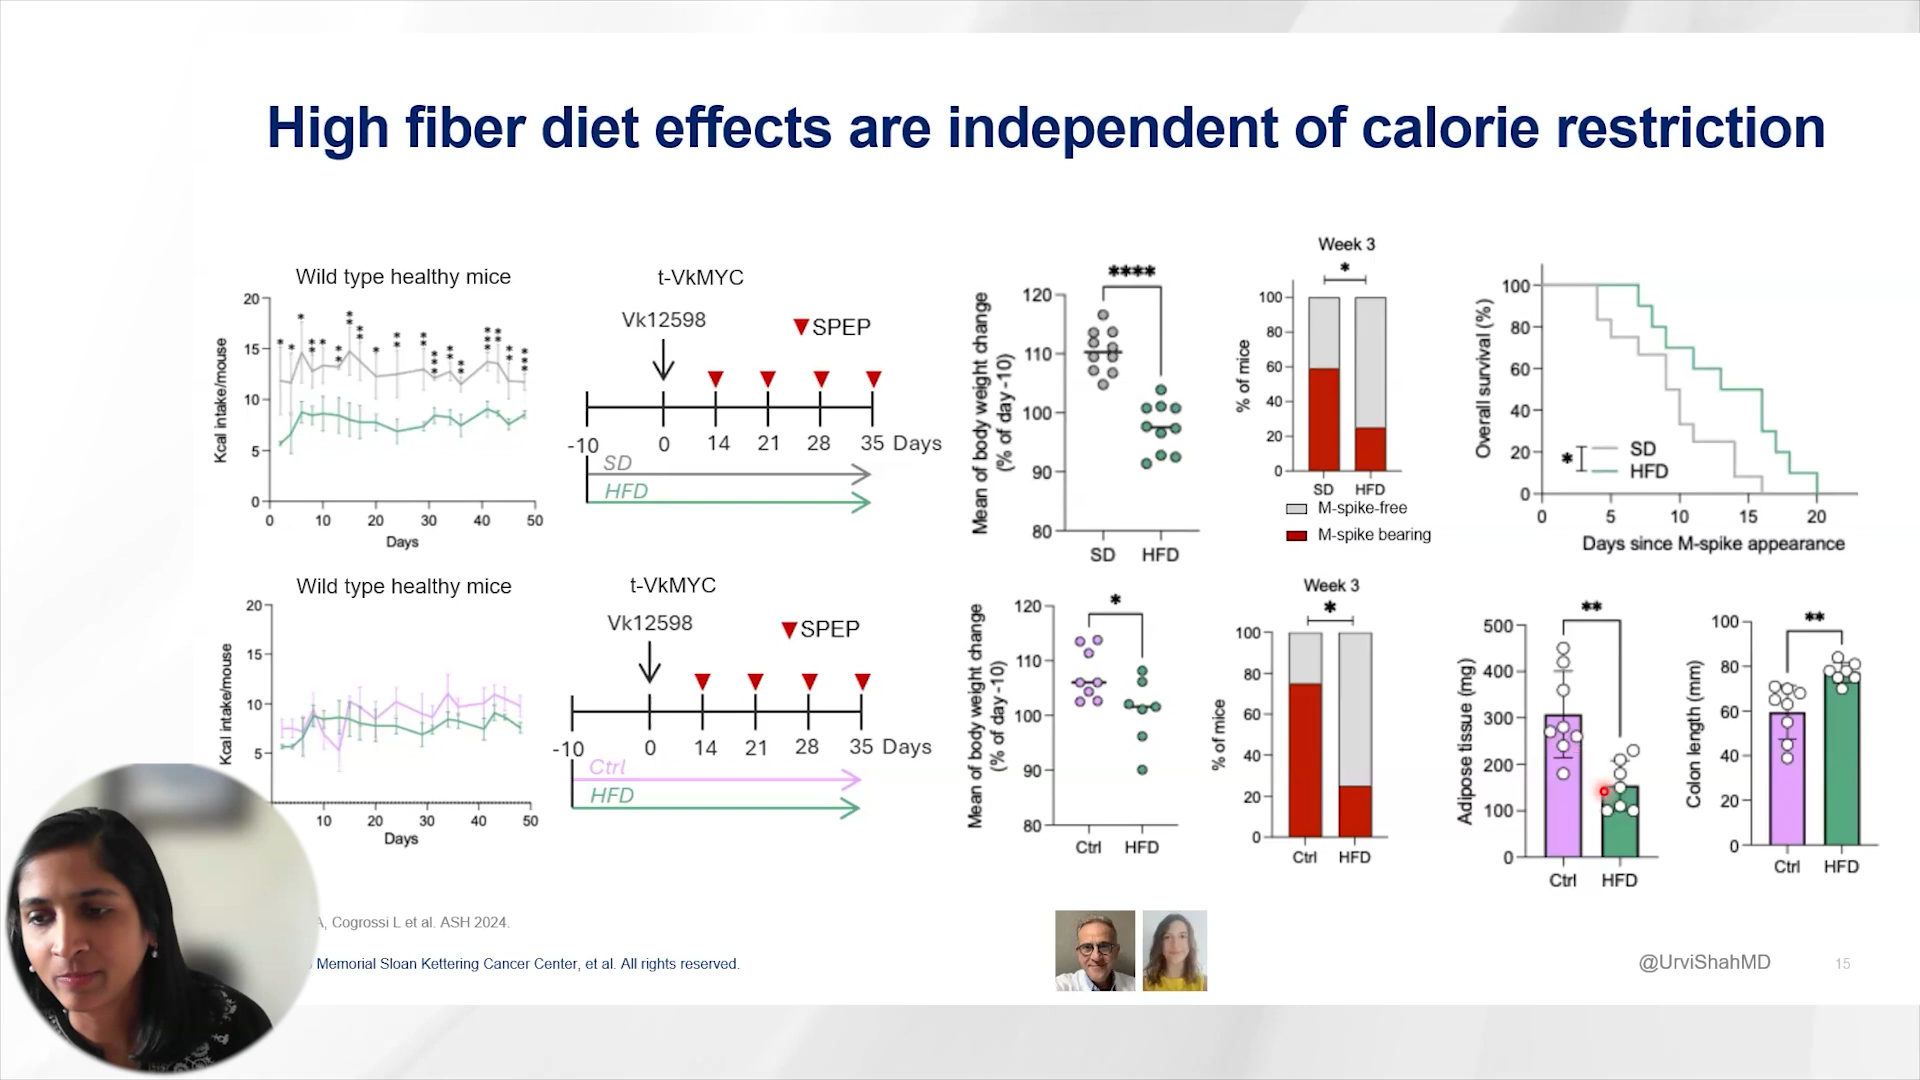 High fiber diet effects are independent of calorie restriction
Wild type healthy mice
Kcal intake/mouse
20
15
10
5
0
0 10 20 30 40 50
Days
t-VkMYC
Vk12598
SPEP
-10 0 14 21 28 35 Days
SD
HFD
Mean of body weight change
(% of day -10)
120
110
100
90
80
****
SD HFD
Week 3
*
% of mice
100
80
60
40
20
0
SD HFD
M-spike-free
M-spike bearing
Overall survival (%)
100
80
60
40
20
0
* SD
HFD
0 5 10 15 20
Days since M-spike appearance
Wild type healthy mice
Kcal intake/mouse
20
15
10
5
10 20 30 40 50
Days
t-VkMYC
Vk12598
SPEP
-10 0 14 21 28 35 Days
Ctrl
HFD
Mean of body weight change
(% of day -10)
120
110
100
90
80
*
Ctrl HFD
Week 3
*
% of mice
100
80
60
40
20
0
Ctrl HFD
Adipose tissue (mg)
500
400
300
200
100
0
**
Ctrl HFD
Colon length (mm)
100
80
60
40
20
0
**
Ctrl HFD
Cogrossi L et al. ASH 2024.
Memorial Sloan Kettering Cancer Center, et al. All rights reserved.
@UrviShahMD
15